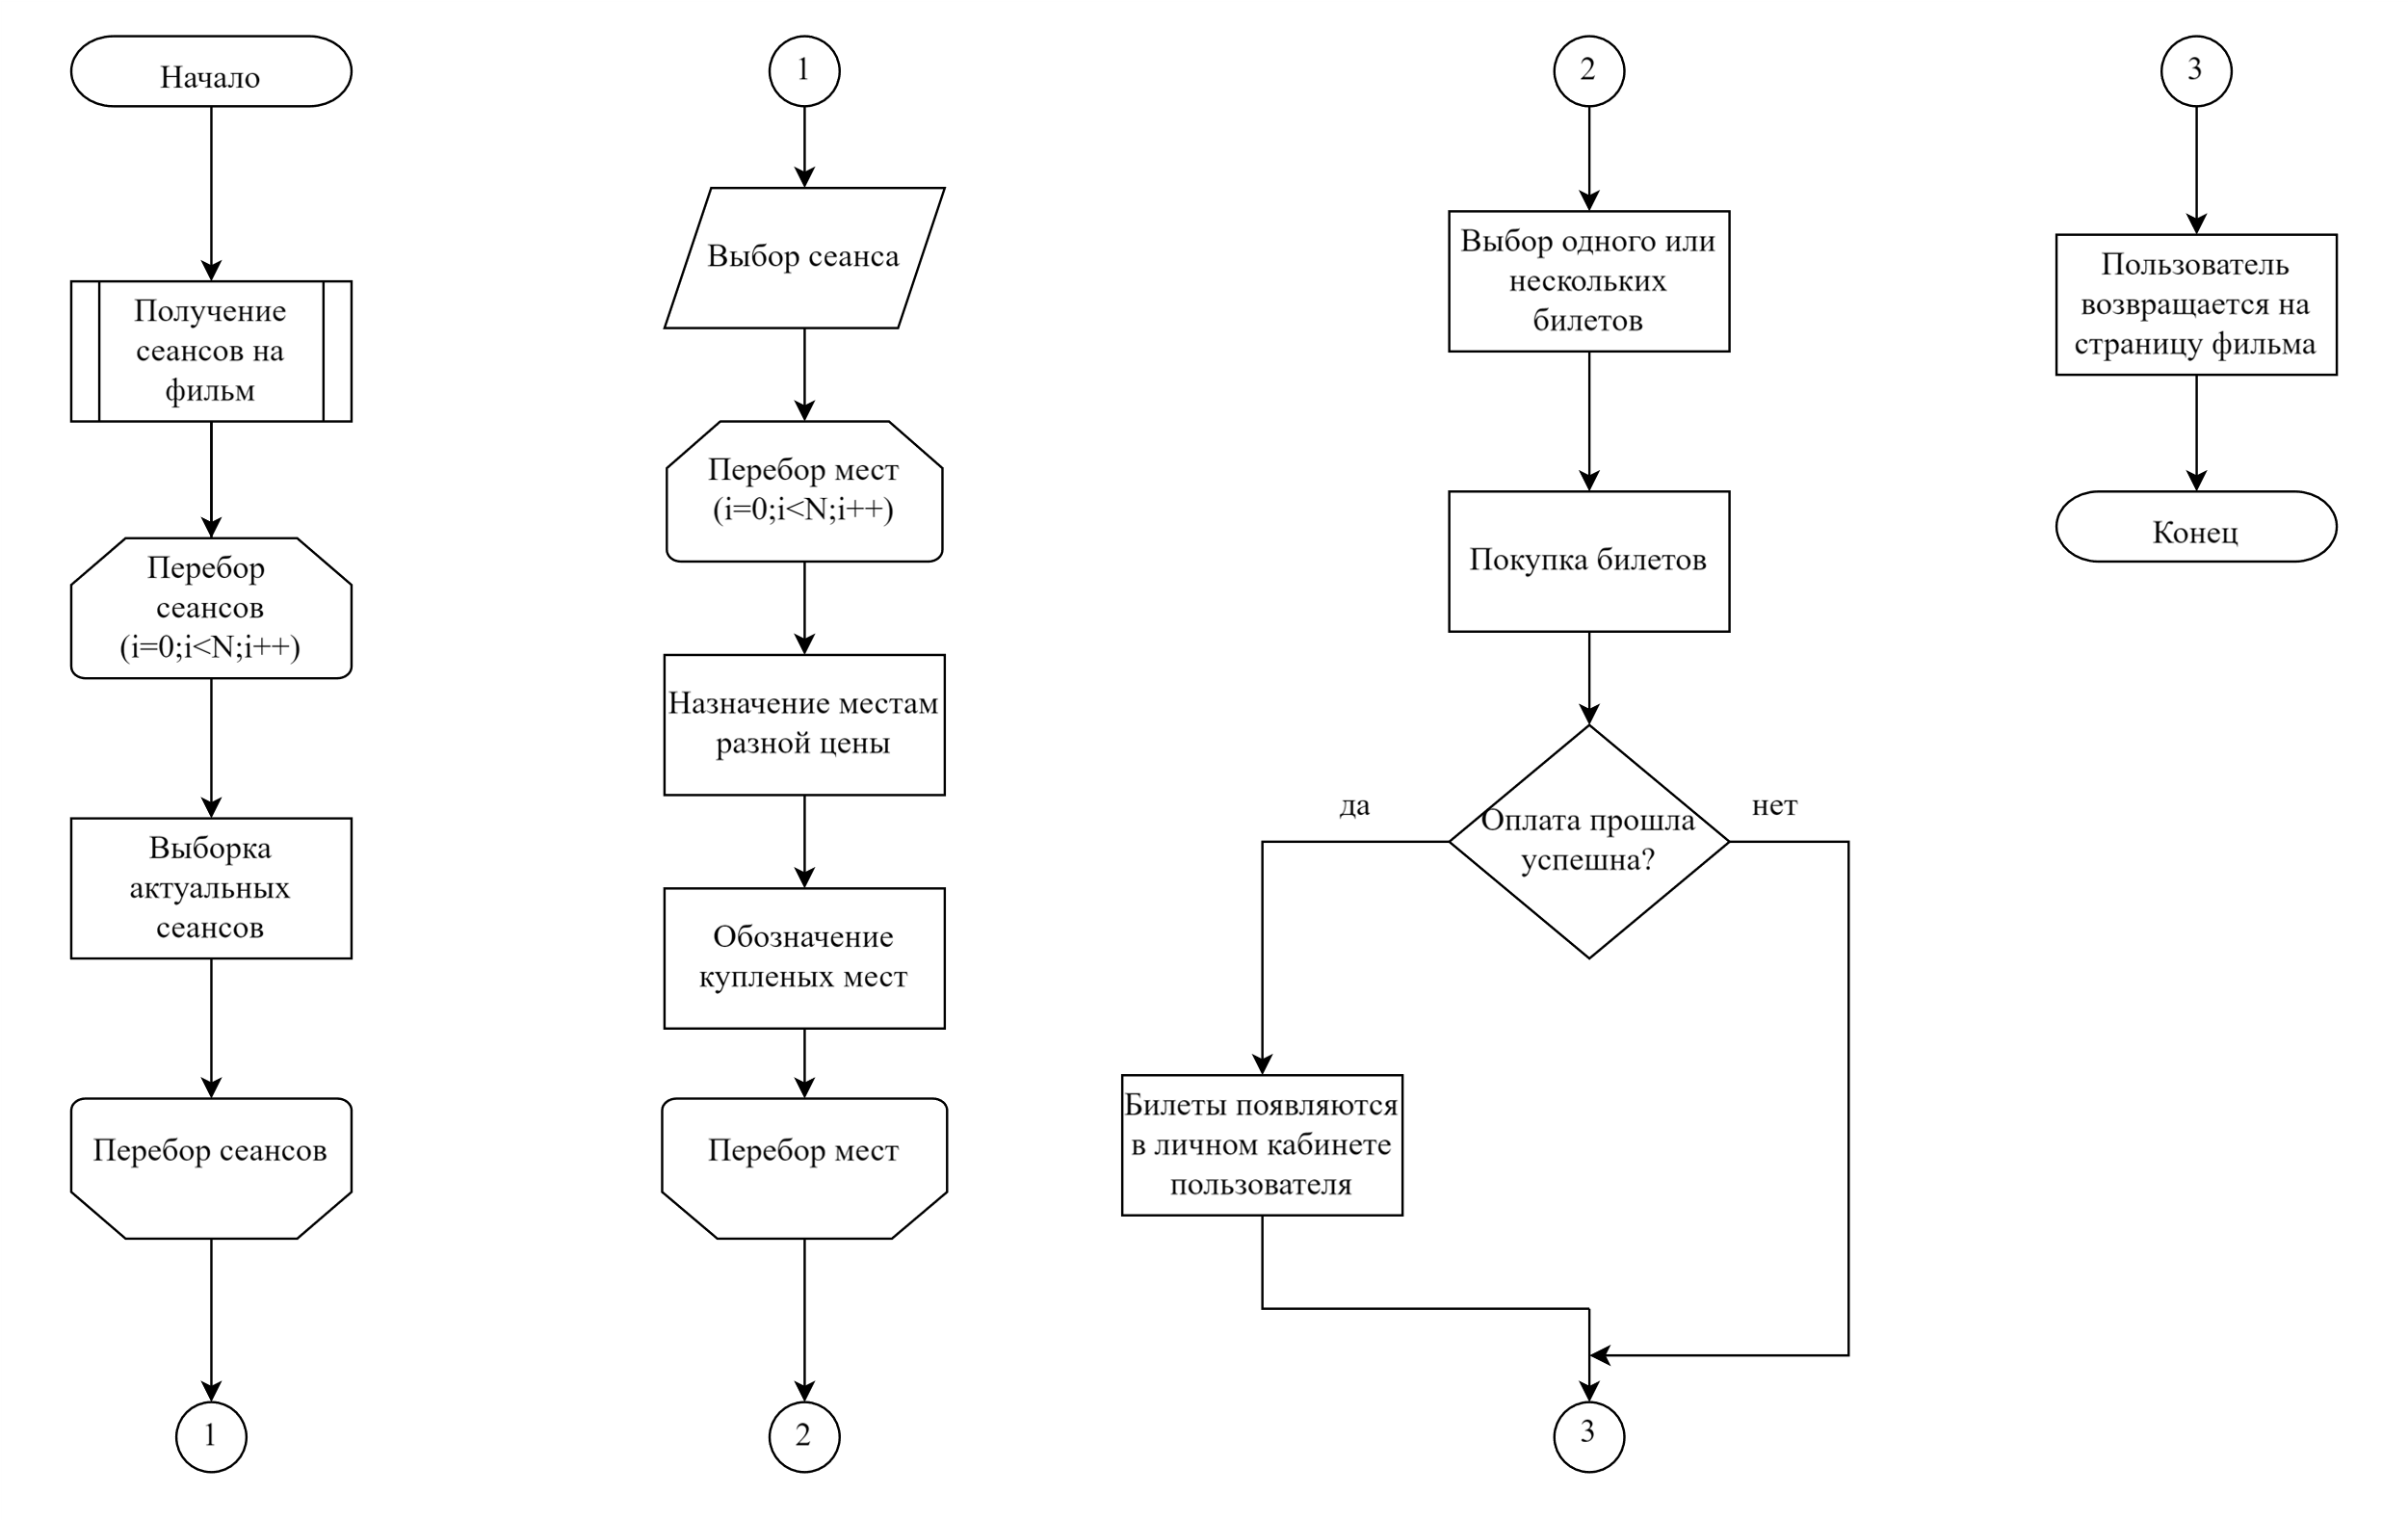 Начало
Получение
сеансов на
фильм
Перебор
сеансов
(i=0;i<N;i++)
Выборка
актуальных
сеансов
Перебор сеансов
1
1
Выбор сеанса
Перебор мест
(i=0;i<N;i++)
Назначение местам
разной цены
Обозначение
купленых мест
Перебор мест
2
2
Выбор одного или
нескольких
билетов
Покупка билетов
Оплата прошла
успешна?
да
нет
Билеты появляются
в личном кабинете
пользователя
3
3
Пользователь
возвращается на
страницу фильма
Конец